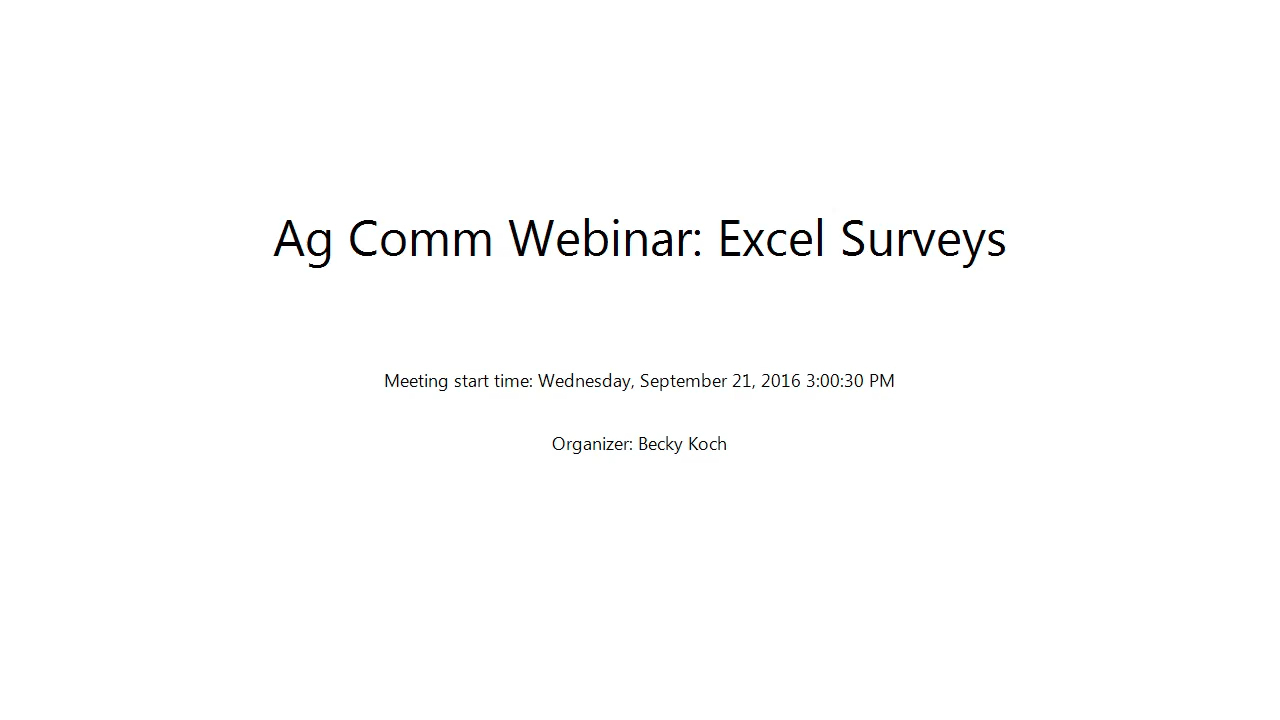 Ag Comm Webinar: Excel Surveys
Meeting start time: Wednesday, September 21, 2016 3:00:30 PM
Organizer: Becky Koch